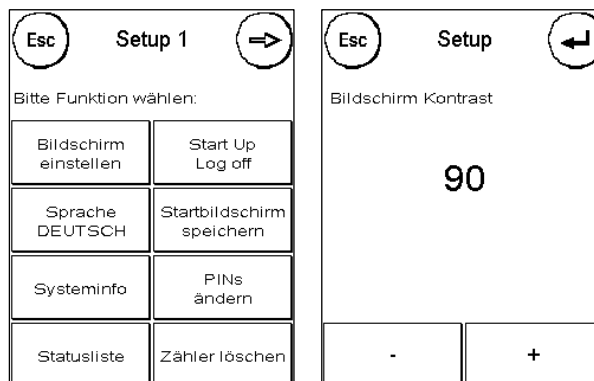 Esc Setup 1
Bitte Funktion wählen:
Bildschirm
einstellen
Start Up
Log off
Sprache
DEUTSCH
Startbildschirm
speichern
Systeminfo
PINs
ändern
Statusliste
Zähler löschen
Esc Setup
Bildschirm Kontrast
90
- +